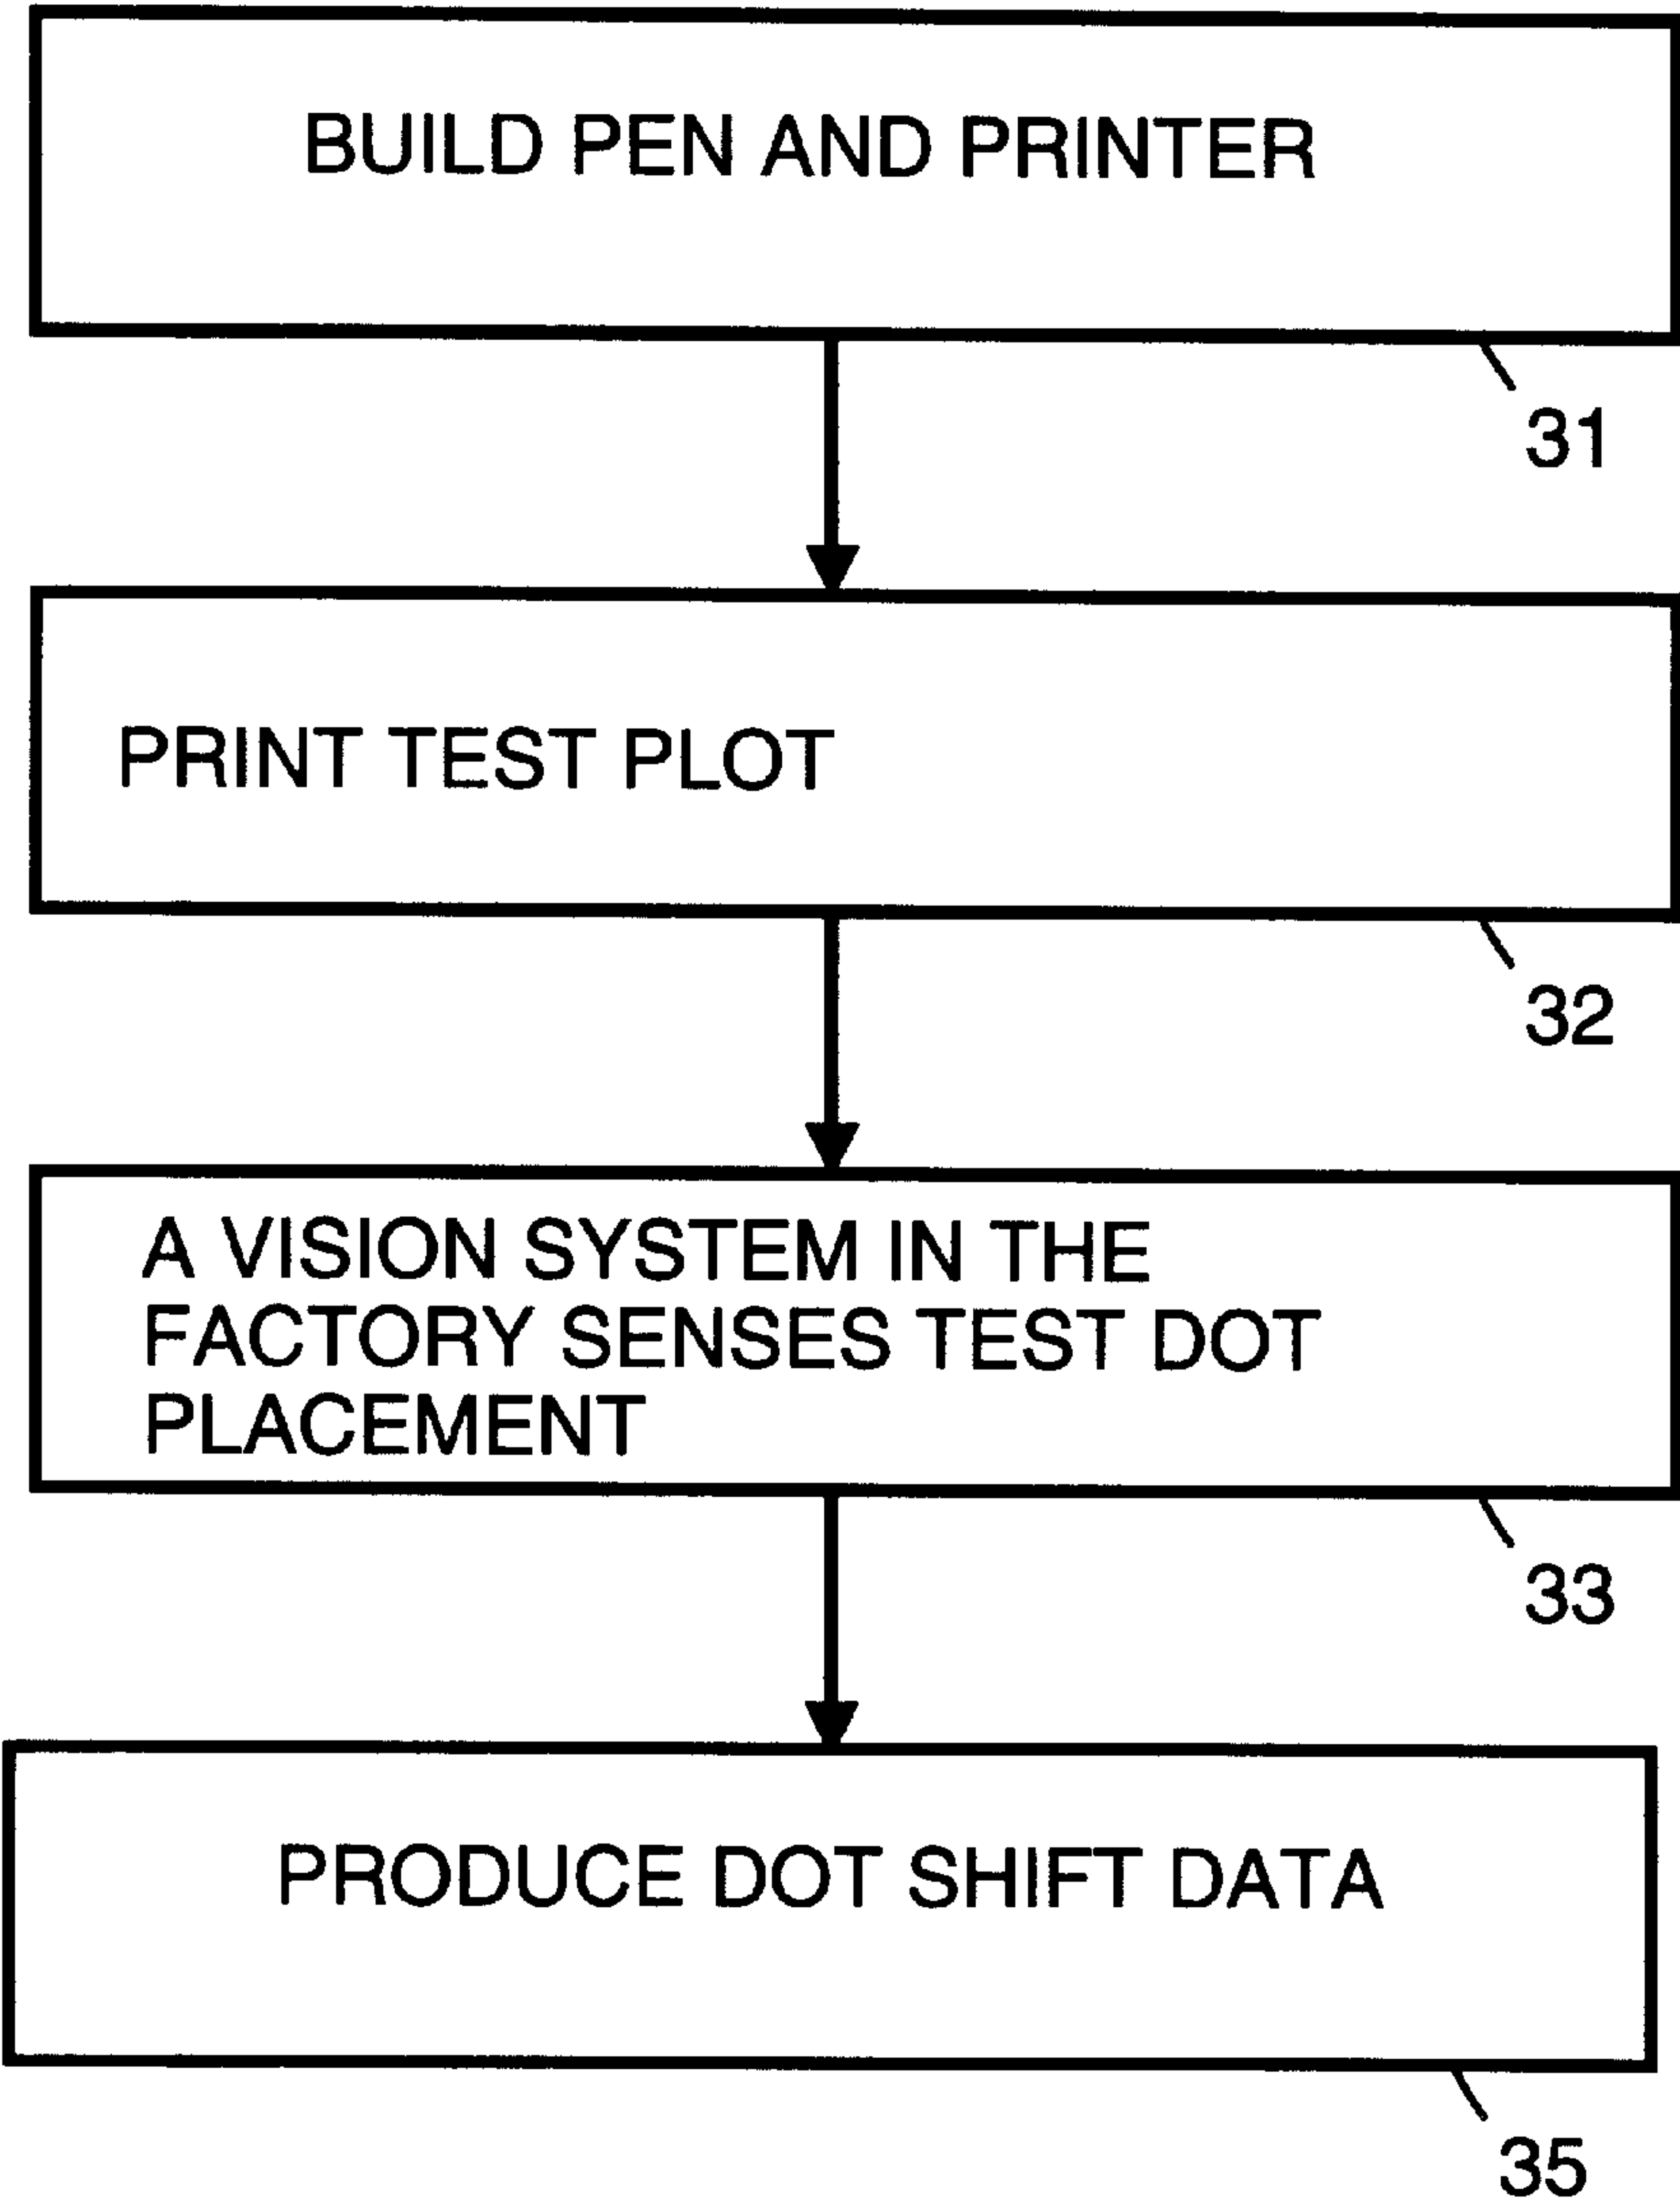 BUILD PEN AND PRINTER
31
PRINT TEST PLOT
32
A VISION SYSTEM IN THE
FACTORY SENSES TEST DOT
PLACEMENT
33
PRODUCE DOT SHIFT DATA
35